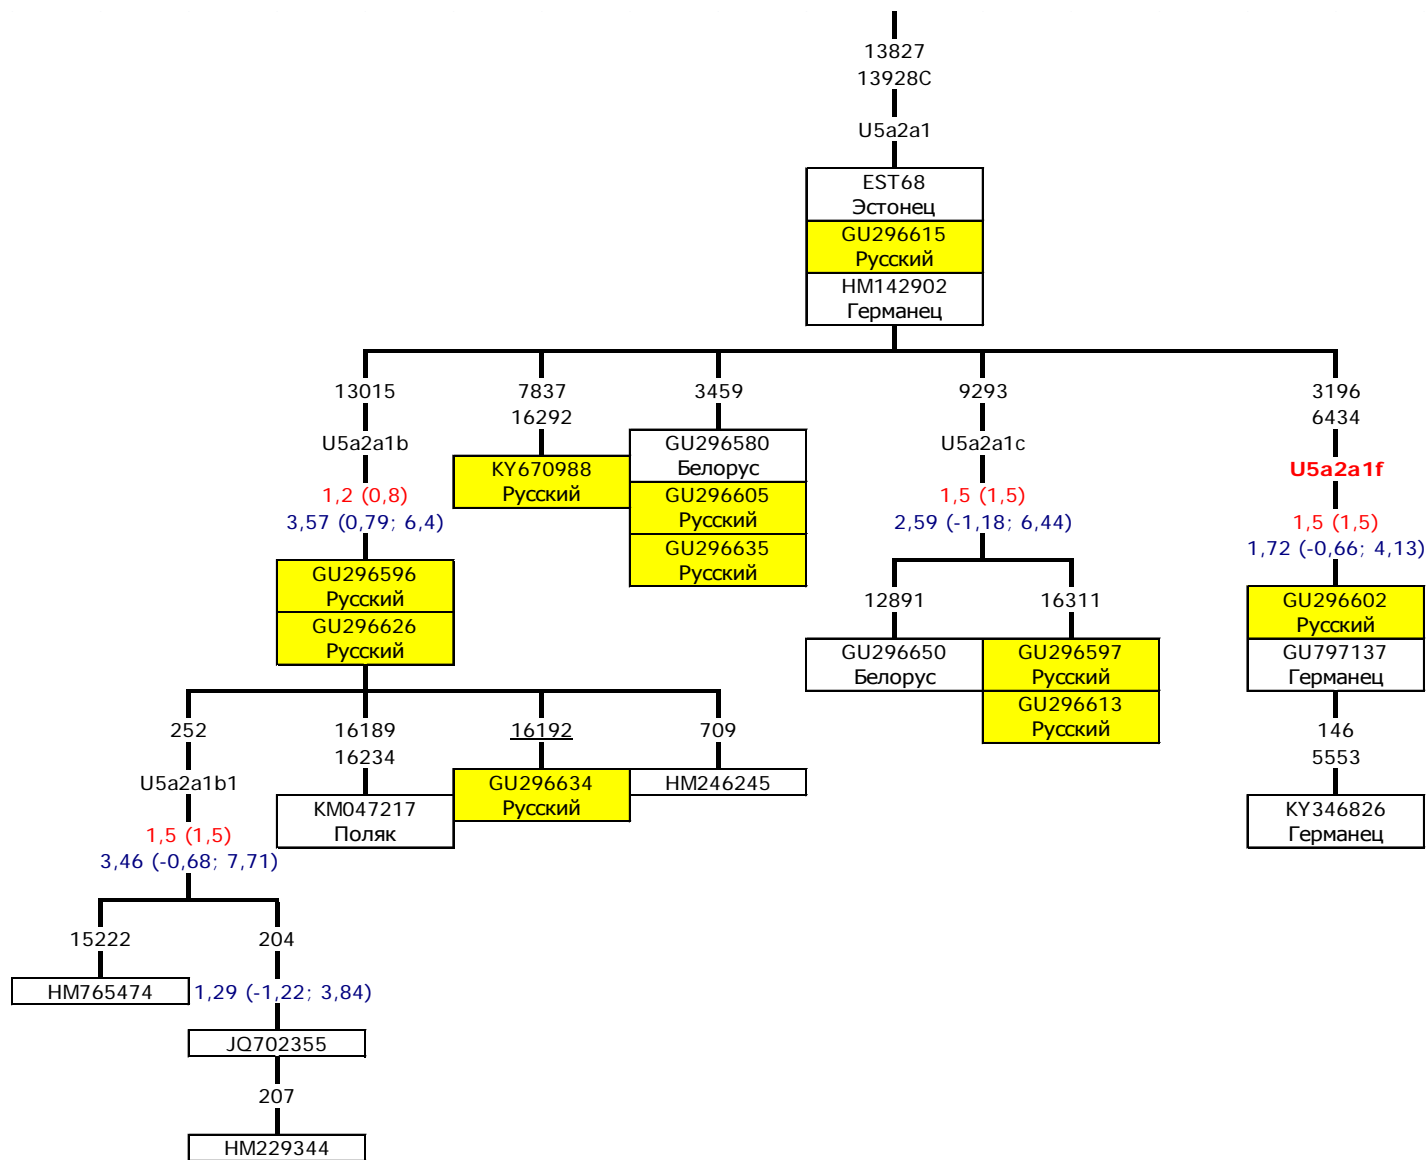 13827
13928C
U5a2a1
EST68
Эстонец
GU296615
Русский
HM142902
Германец
13015
U5a2a1b
1,2 (0,8)
3,57 (0,79; 6,4)
GU296596
Русский
GU296626
Русский
7837
16292
KY670988
Русский
3459
GU296580
Белорус
GU296605
Русский
GU296635
Русский
9293
U5a2a1c
1,5 (1,5)
2,59 (-1,18; 6,44)
12891
GU296650
Белорус
16311
GU296597
Русский
GU296613
Русский
3196
6434
U5a2a1f
1,5 (1,5)
1,72 (-0,66; 4,13)
GU296602
Русский
GU797137
Германец
146
5553
KY346826
Германец
252
U5a2a1b1
1,5 (1,5)
3,46 (-0,68; 7,71)
16189
16234
KM047217
Поляк
16192
GU296634
Русский
709
HM246245
15222
HM765474
204
1,29 (-1,22; 3,84)
JQ702355
207
HM229344